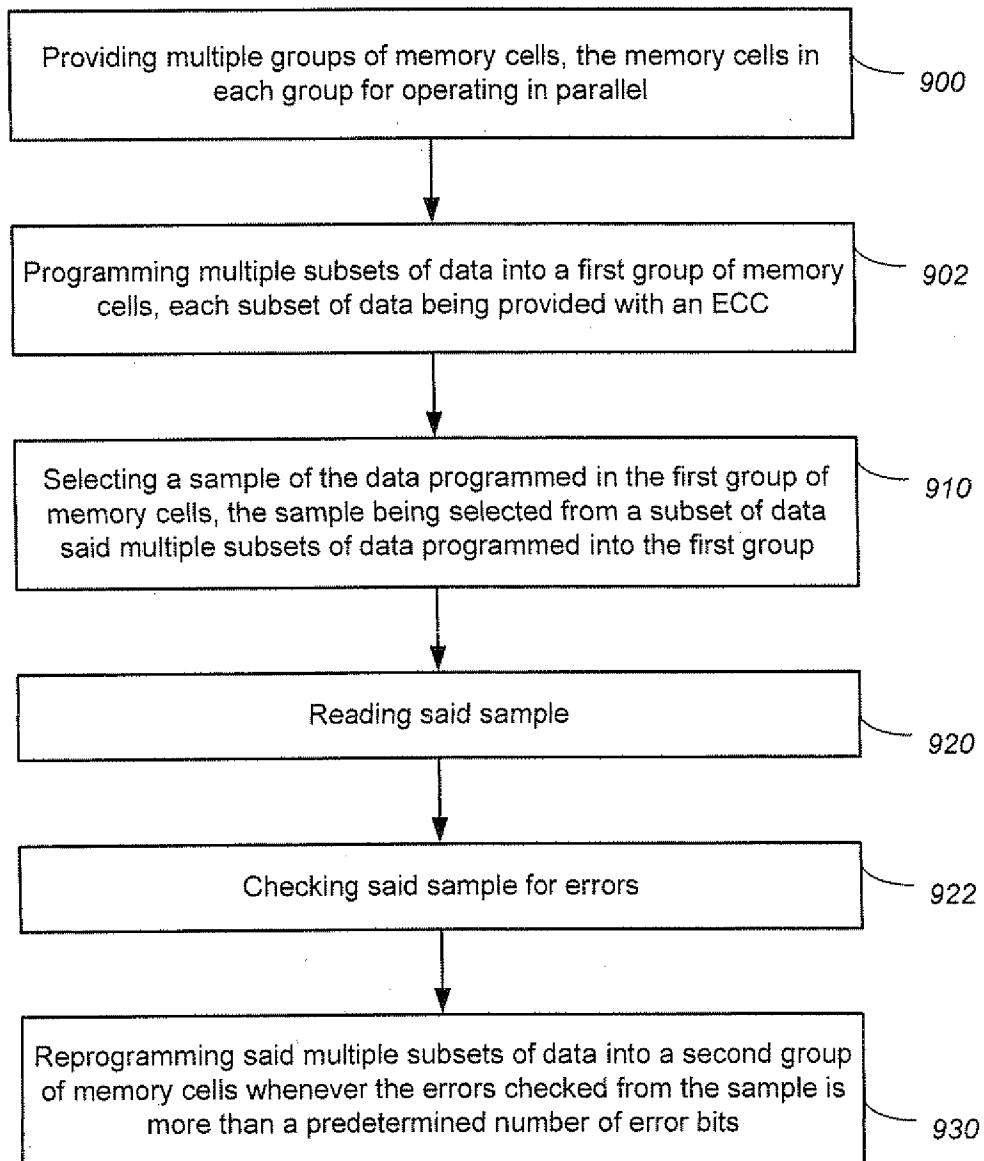 Providing multiple groups of memory cells, the memory cells in
each group for operating in parallel
900
Programming multiple subsets of data into a first group of memory
cells, each subset of data being provided with an ECC
902
Selecting a sample of the data programmed in the first group of
memory cells, the sample being selected from a subset of data
said multiple subsets of data programmed into the first group
910
Reading said sample
920
Checking said sample for errors
922
Reprogramming said multiple subsets of data into a second group
of memory cells whenever the errors checked from the sample is
more than a predetermined number of error bits
930